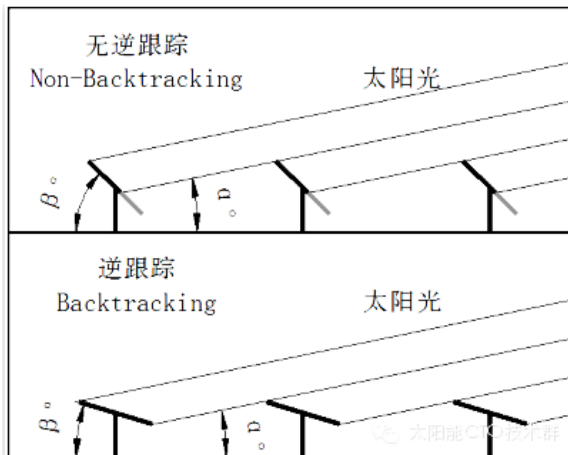 无逆跟踪
Non-Backtracking
太阳光
β°
α°
逆跟踪
Backtracking
太阳光
β°
α°
太阳能CTO技术群